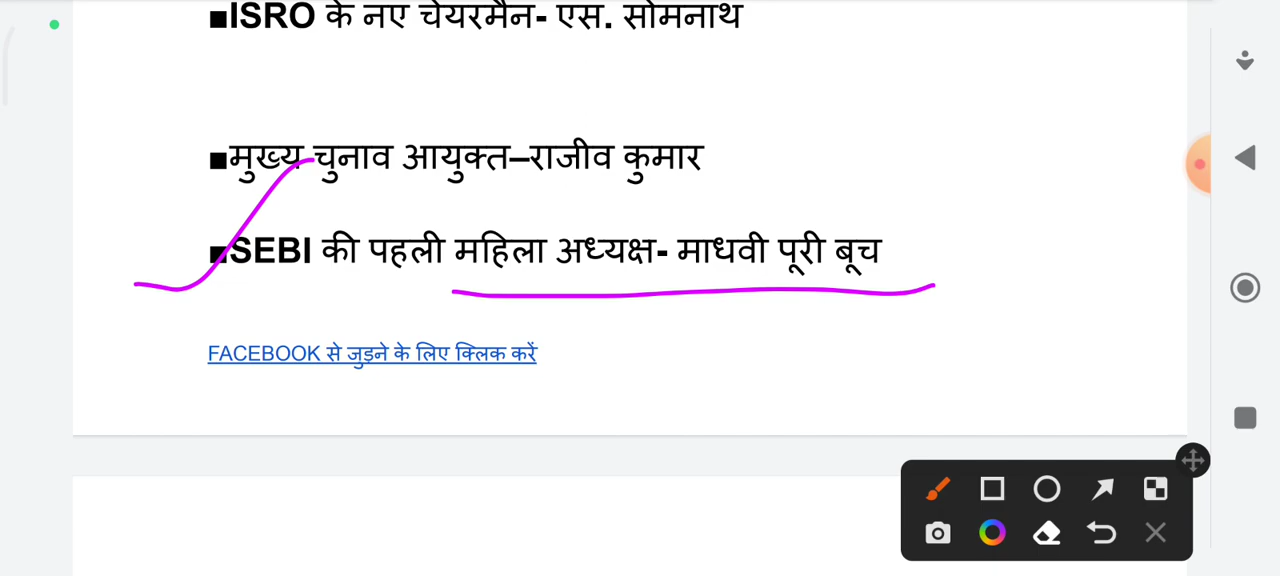 ■ISRO के नए चेयरमैन- एस. सोमनाथ
■मुख्य चुनाव आयुक्त–राजीव कुमार
■SEBI की पहली महिला अध्यक्ष- माधवी पूरी बूच
FACEBOOK से जुड़ने के लिए क्लिक करें